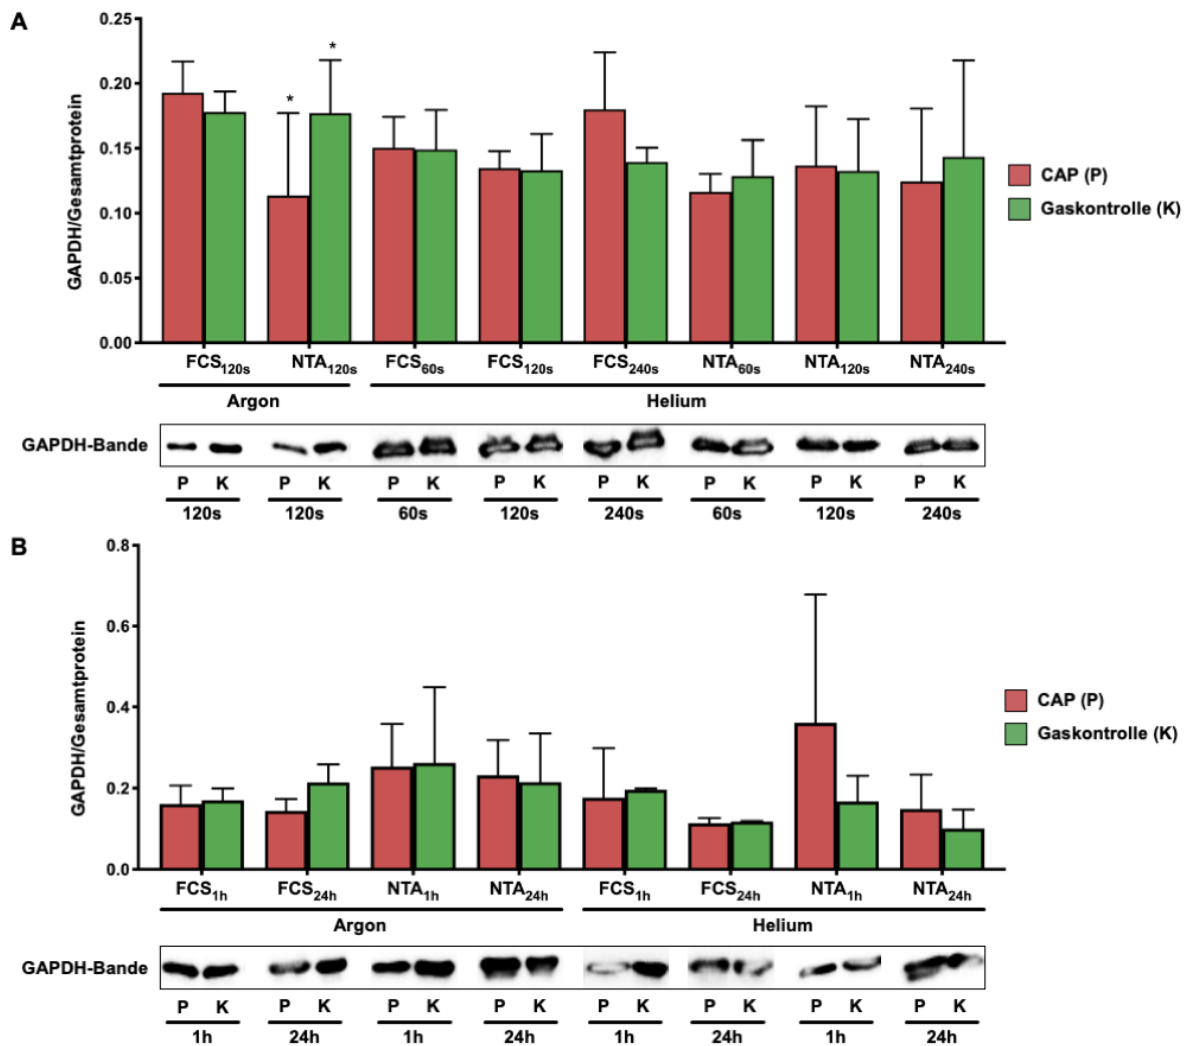 A
0.25
0.20
0.15
0.10
0.05
0.00
GAPDH/Gesamtprotein
* *
CAP (P)
Gaskontrolle (K)
FCS120s NTA120s FCS60s FCS120s FCS240s NTA60s NTA120s NTA240s
Argon Helium
GAPDH-Bande
P K P K P K P K P K P K P K P K
120s 120s 60s 120s 240s 60s 120s 240s
B
0.8
0.6
0.4
0.2
0.0
GAPDH/Gesamtprotein
CAP (P)
Gaskontrolle (K)
FCS1h FCS24h NTA1h NTA24h FCS1h FCS24h NTA1h NTA24h
Argon Helium
GAPDH-Bande
P K P K P K P K P K P K P K P K
1h 24h 1h 24h 1h 24h 1h 24h